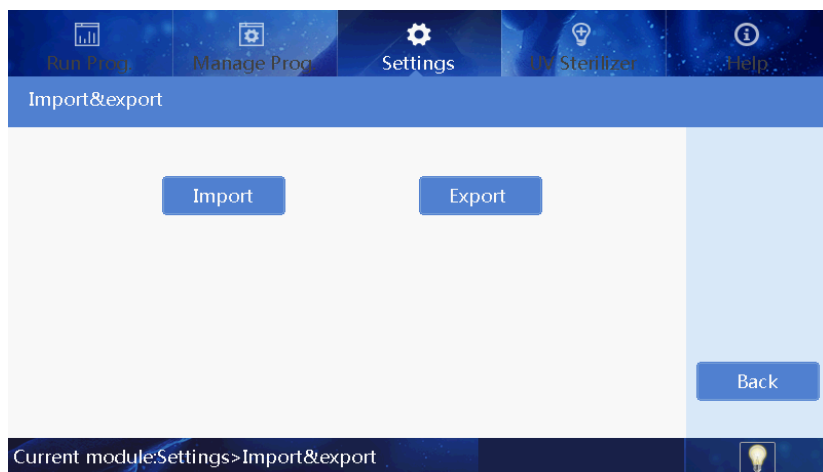 Run Prog.
Manage Prog.
Settings
UV Sterilizer
Help
Import&export
Import
Export
Back
Current module:Settings>Import&export